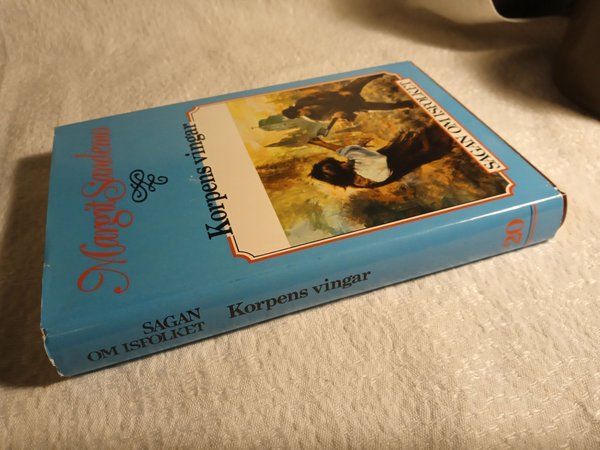 Margit Sandemo
Korpens vingar
SAGAN OM ISFOLKET
SAGAN
OM ISFOLKET
Korpens vingar
20